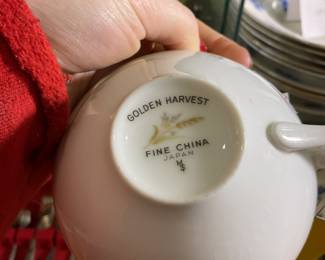 GOLDEN HARVEST
FINE CHINA
JAPAN
M
S